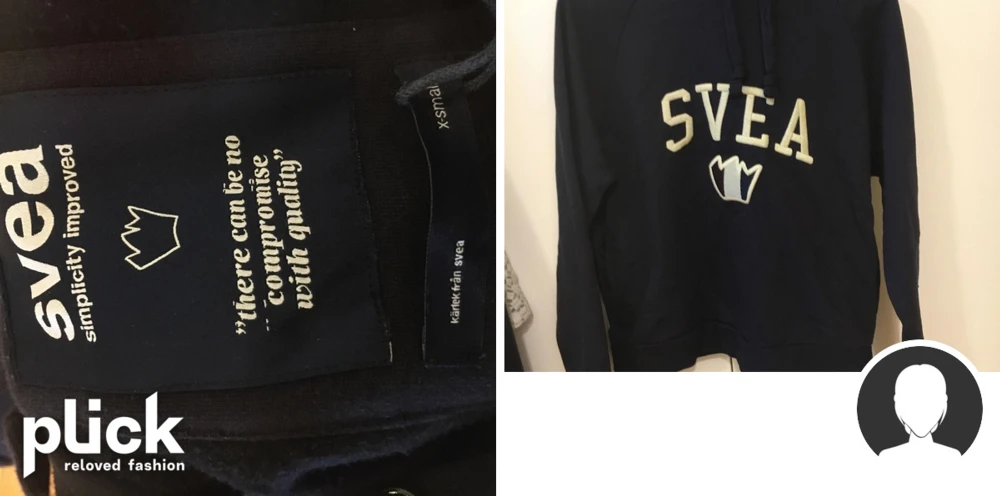 svea
simplicity improved
”there can be no
compromise
with quality”
x-small
kärlek från svea
plick
reloved fashion
SVEA